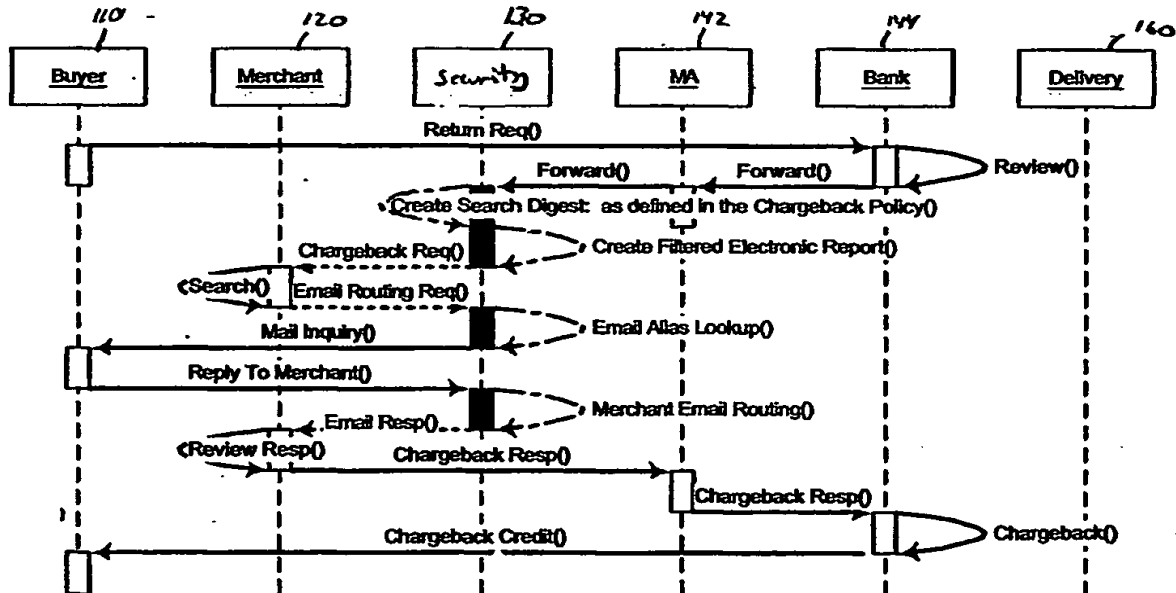 110 120 130 142 144 160
Buyer Merchant Security MA Bank Delivery
Return Req()
Review()
Forward() Forward()
Create Search Digest: as defined in the Chargeback Policy()
Create Filtered Electronic Report()
Chargeback Req()
Search() Email Routing Req()
Email Alias Lookup()
Mail Inquiry()
Reply To Merchant()
Merchant Email Routing()
Email Resp()
Review Resp() Chargeback Resp()
Chargeback Resp()
Chargeback()
Chargeback Credit()